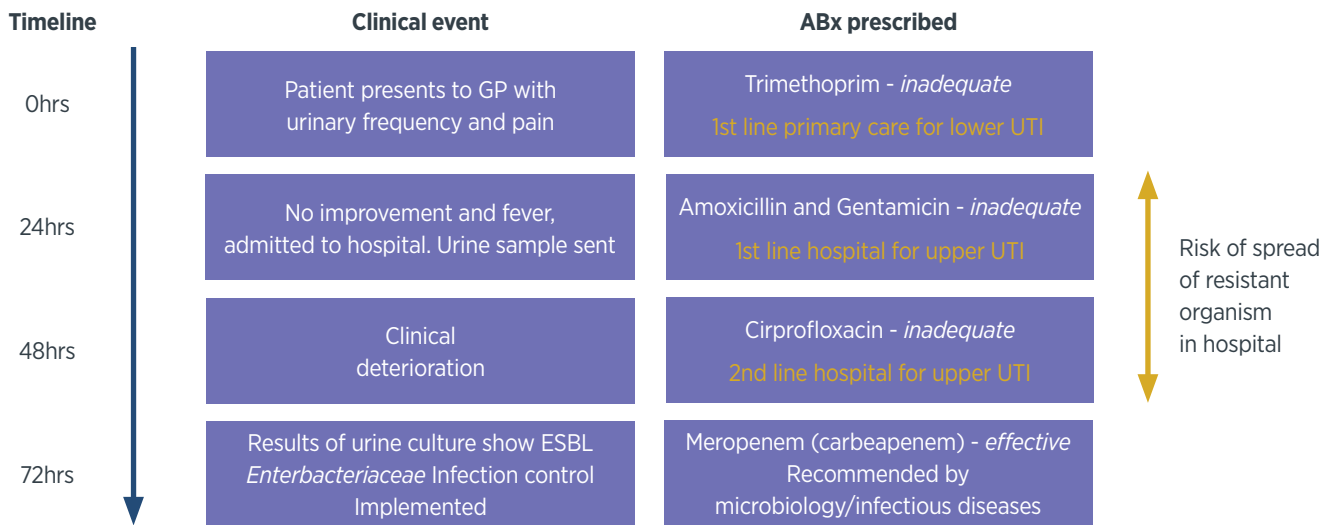 Timeline
Clinical event
ABx prescribed
0hrs
Patient presents to GP with
urinary frequency and pain
Trimethoprim - inadequate
1st line primary care for lower UTI
24hrs
No improvement and fever,
admitted to hospital. Urine sample sent
Amoxicillin and Gentamicin - inadequate
1st line hospital for upper UTI
48hrs
Clinical
deterioration
Cirprofloxacin - inadequate
2nd line hospital for upper UTI
Risk of spread
of resistant
organism
in hospital
72hrs
Results of urine culture show ESBL
Enterbacteriaceae Infection control
Implemented
Meropenem (carbeapenem) - effective
Recommended by
microbiology/infectious diseases